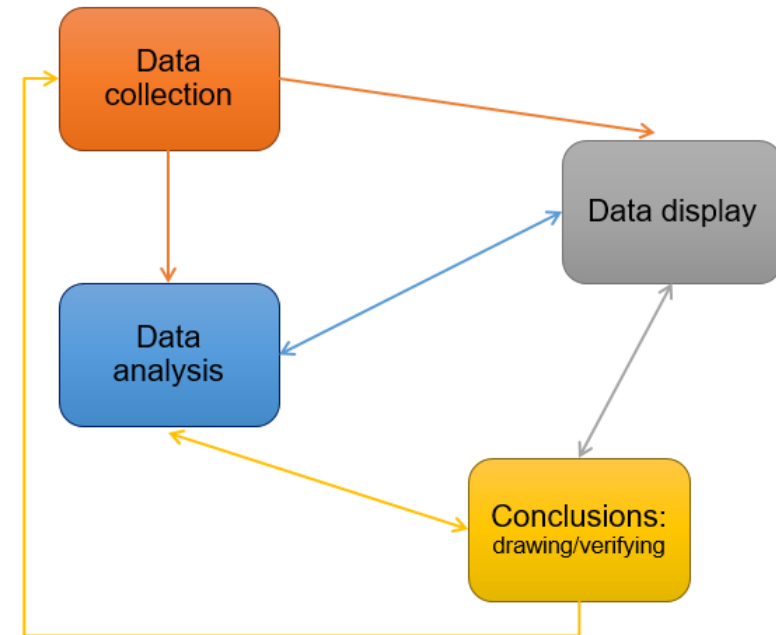 Data
collection
Data display
Data
analysis
Conclusions:
drawing/verifying